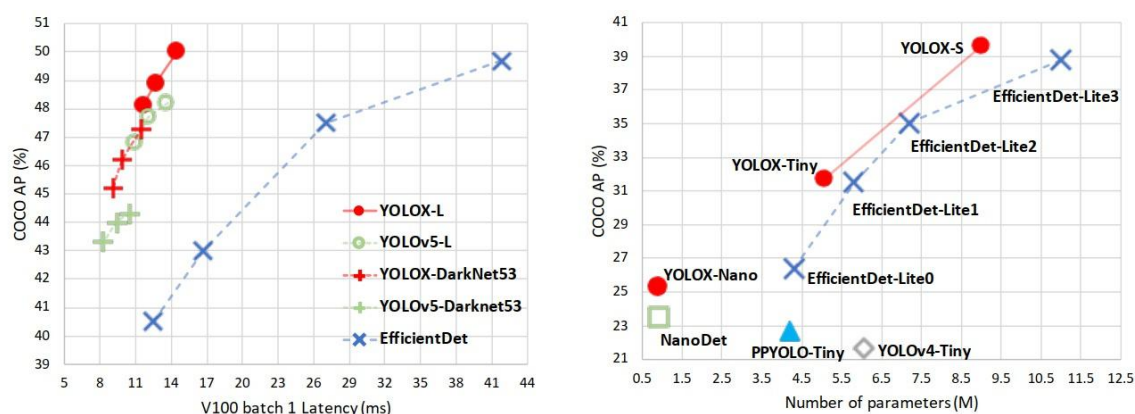 51
50
49
48
47
46
45
44
43
42
41
40
39
COCO AP (%)
YOLOX-L
YOLOv5-L
YOLOX-DarkNet53
YOLOv5-Darknet53
EfficientDet
5 8 11 14 17 20 23 26 29 32 35 38 41 44
V100 batch 1 Latency (ms)
41
39
37
35
33
31
29
27
25
23
21
COCO AP (%)
YOLOX-S
EfficientDet-Lite3
EfficientDet-Lite2
YOLOX-Tiny
EfficientDet-Lite1
YOLOX-Nano
EfficientDet-Lite0
NanoDet
PPYOLO-Tiny
YOLOv4-Tiny
0.5 1.5 2.5 3.5 4.5 5.5 6.5 7.5 8.5 9.5 10.5 11.5 12.5
Number of parameters (M)